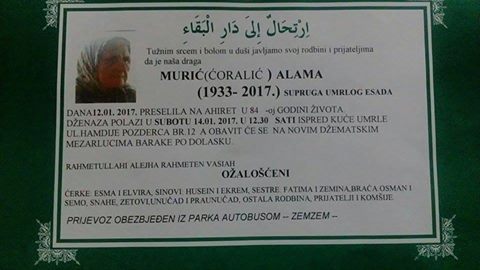 اِرْتِحَالٌ إِلَى دَارِ الْبَقَاءِ
Tužnim srcem i bolom u duši javljamo svoj rodbini i prijateljima
da je naša draga
MURIĆ(ĆORALIĆ ) ALAMA
(1933- 2017.) SUPRUGA UMRLOG ESADA
DANA12.01. 2017. PRESELILA NA AHIRET U 84 -oj GODINI ŽIVOTA.
DŽENAZA POLAZI U SUBOTU 14.01. 2017. U 12.30 SATI ISPRED KUĆE UMRLE
UL.HAMDIJE POZDERCA BR.12 A OBAVIT ĆE SE NA NOVIM DŽEMATSKIM
MEZARLUCIMA BARAKE PO DOLASKU.
RAHMETULLAHI ALEJHA RAHMETEN VASIAH
OŽALOŠĆENI
ĆERKE: ESMA I ELVIRA, SINOVI: HUSEIN I EKREM, SESTRE: FATIMA I ZEMINA,BRAĆA OSMAN I
SEMO, SNAHE, ZETOVI,UNUČAD I PRAUNUČAD, OSTALA RODBINA, PRIJATELJI I KOMŠIJE.
PRIJEVOZ OBEZBJEĐEN IZ PARKA AUTOBUSOM -- ZEMZEM --